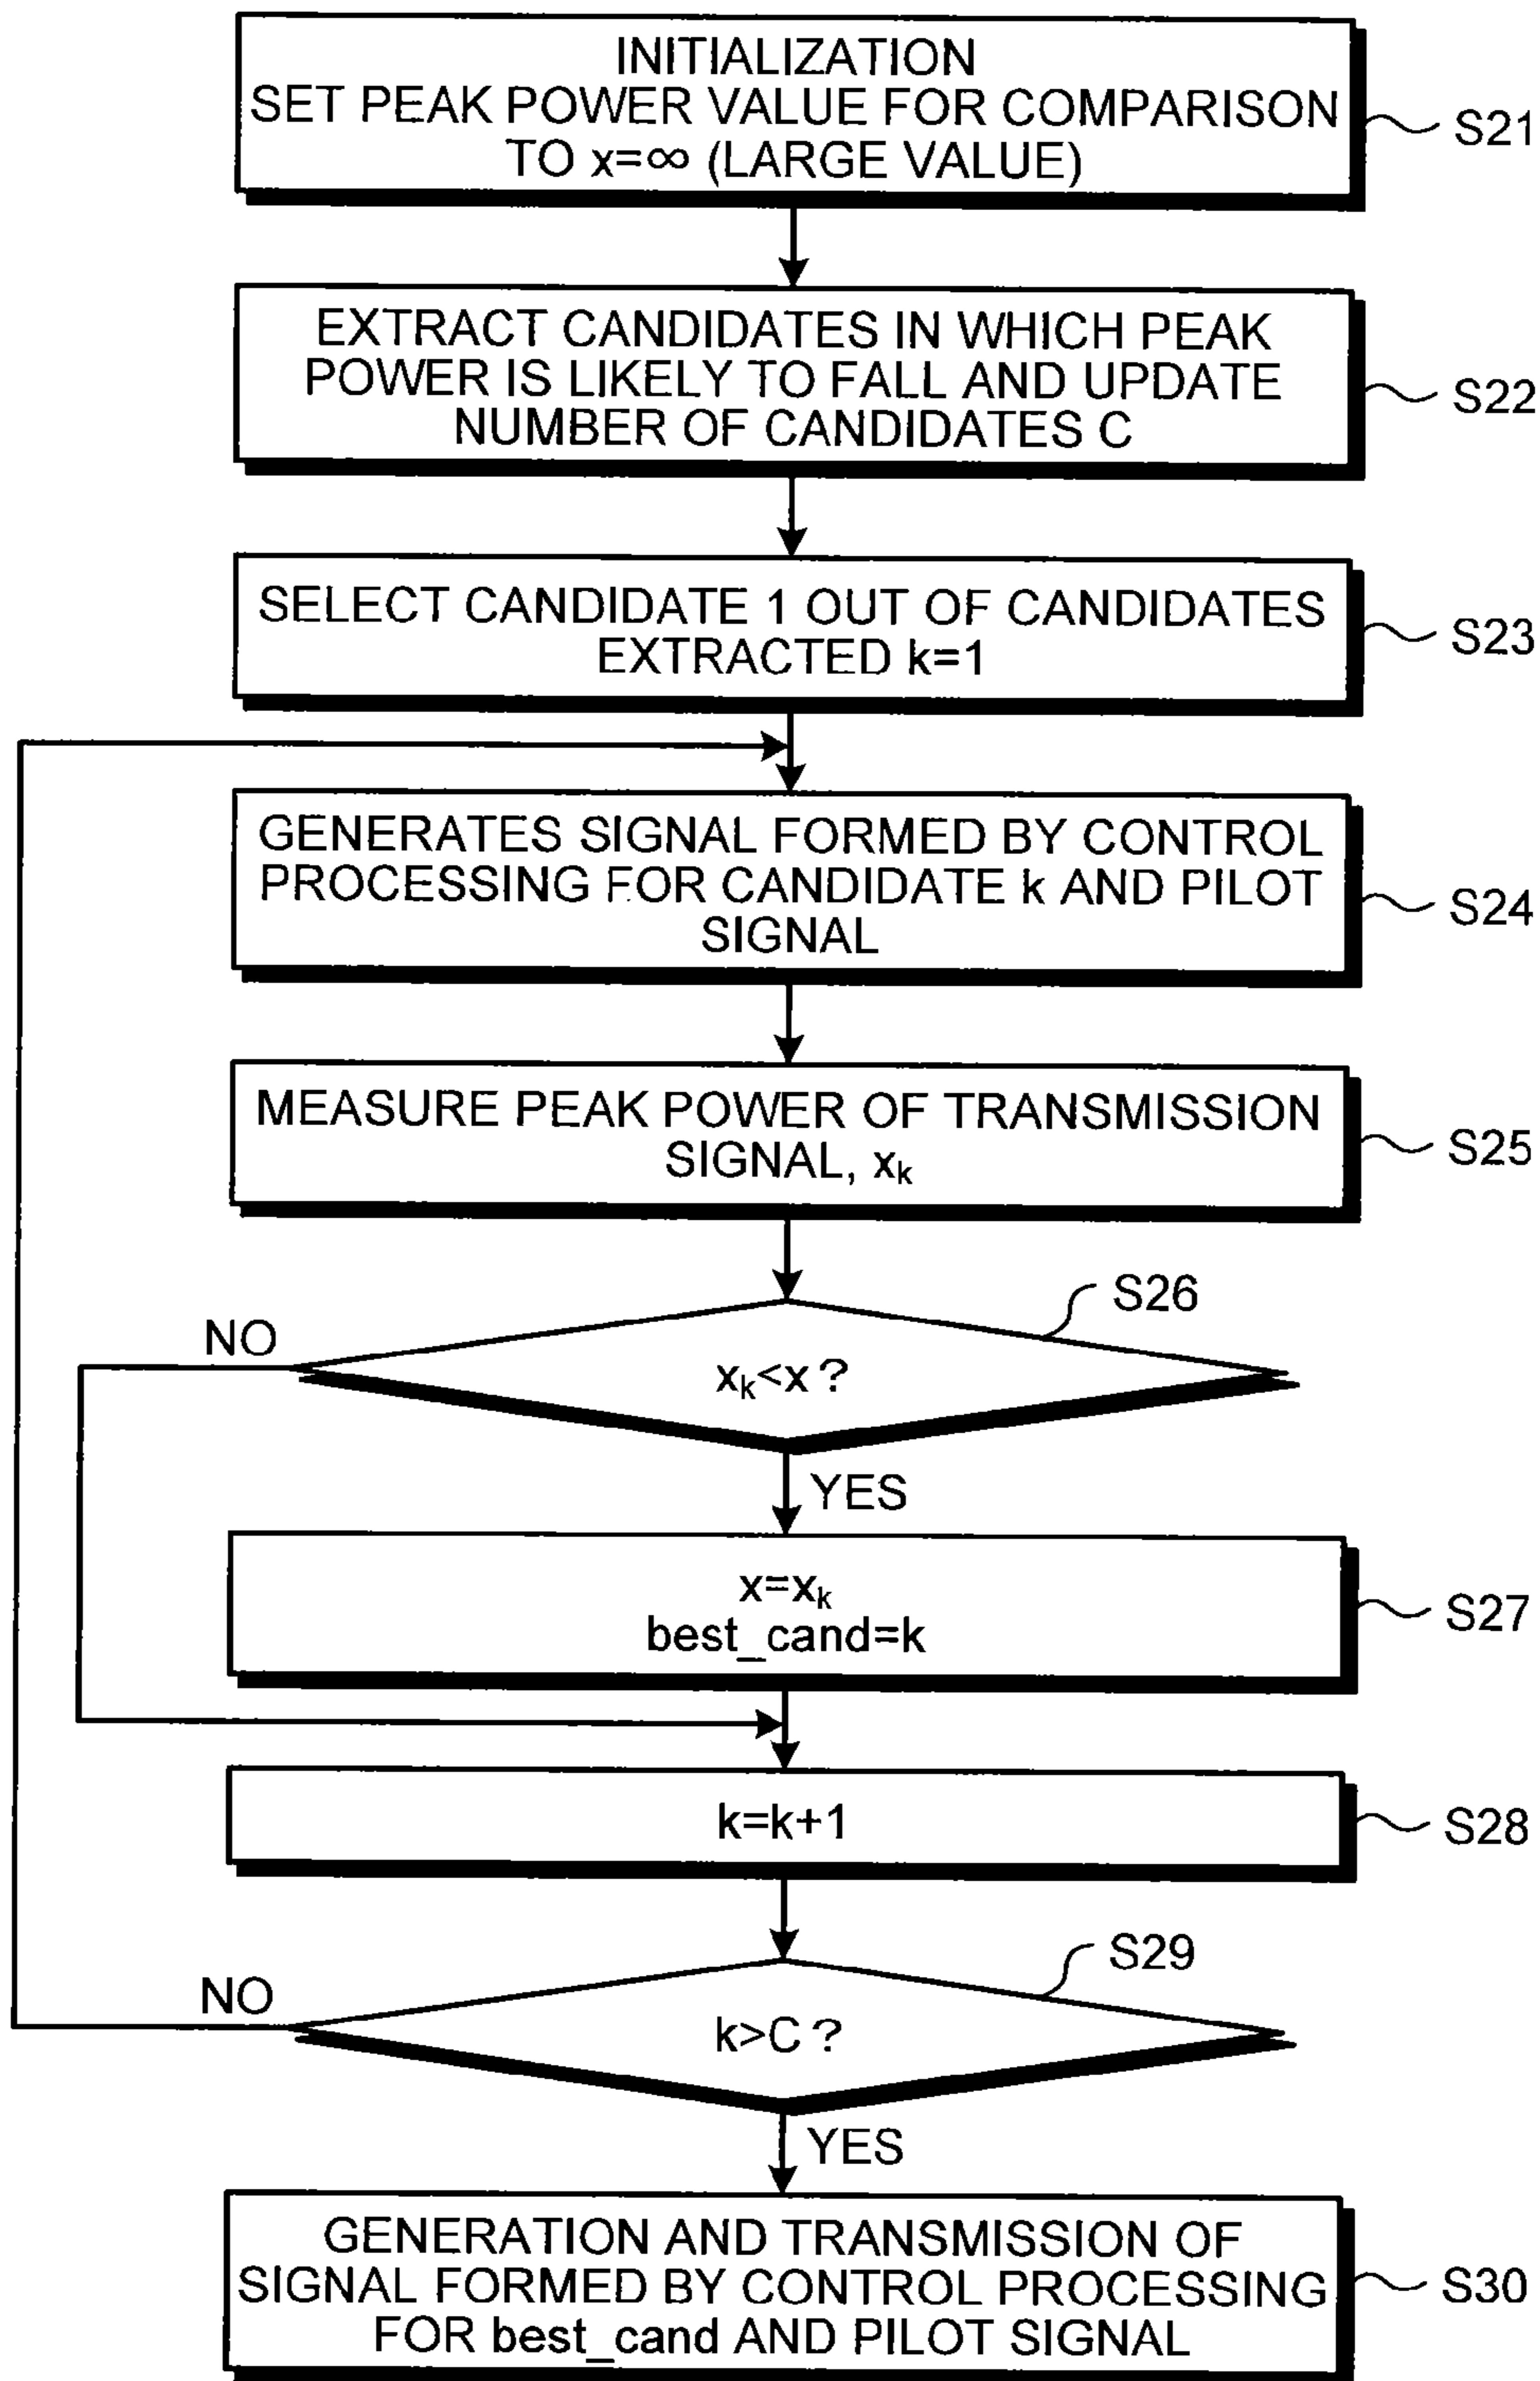 INITIALIZATION
SET PEAK POWER VALUE FOR COMPARISON
TO x=∞ (LARGE VALUE)
S21
EXTRACT CANDIDATES IN WHICH PEAK
POWER IS LIKELY TO FALL AND UPDATE
NUMBER OF CANDIDATES C
S22
SELECT CANDIDATE 1 OUT OF CANDIDATES
EXTRACTED k=1
S23
GENERATES SIGNAL FORMED BY CONTROL
PROCESSING FOR CANDIDATE k AND PILOT
SIGNAL
S24
MEASURE PEAK POWER OF TRANSMISSION
SIGNAL, xk
S25
S26
NO
xk<x ?
YES
x=xk
best_cand=k
S27
k=k+1
S28
S29
NO
k>C ?
YES
GENERATION AND TRANSMISSION OF
SIGNAL FORMED BY CONTROL PROCESSING
FOR best_cand AND PILOT SIGNAL
S30